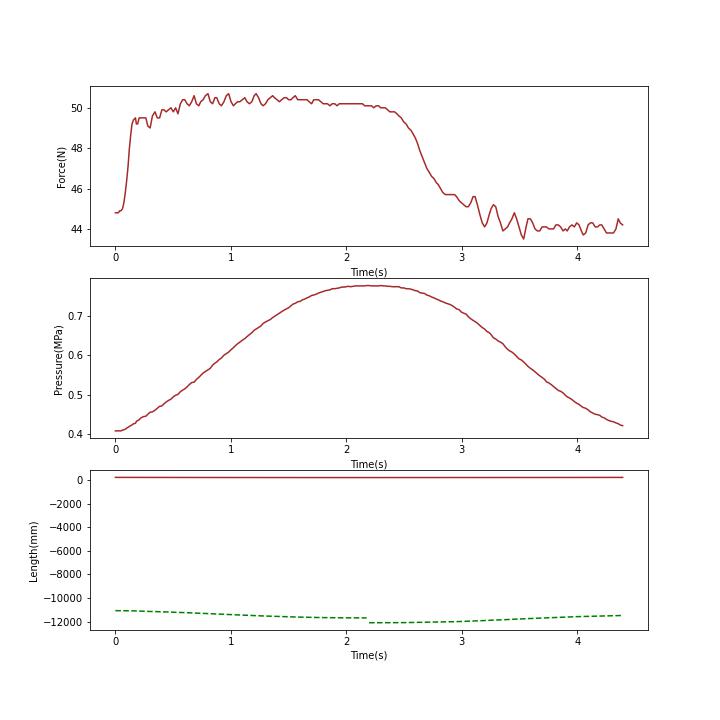 50
48
46
44
Force(N)
0 1 2 3 4
Time(s)
0.7
0.6
0.5
0.4
Pressure(MPa)
0 1 2 3 4
Time(s)
0
−2000
−4000
−6000
−8000
−10000
−12000
Length(mm)
0 1 2 3 4
Time(s)